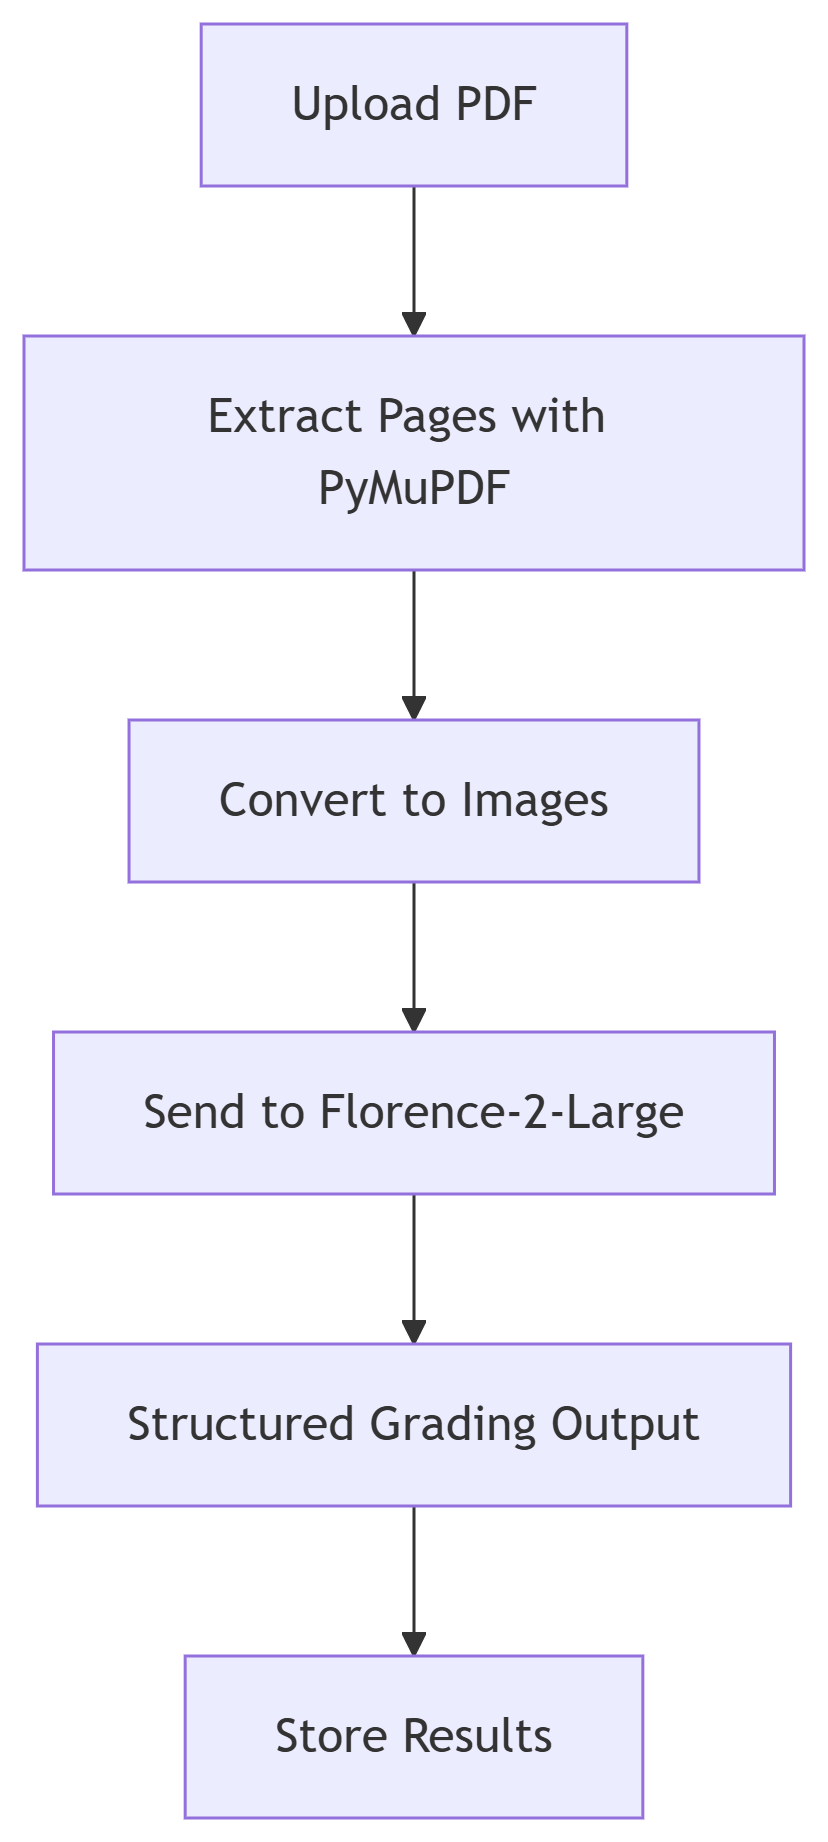 Upload PDF
Extract Pages with
PyMuPDF
Convert to Images
Send to Florence-2-Large
Structured Grading Output
Store Results